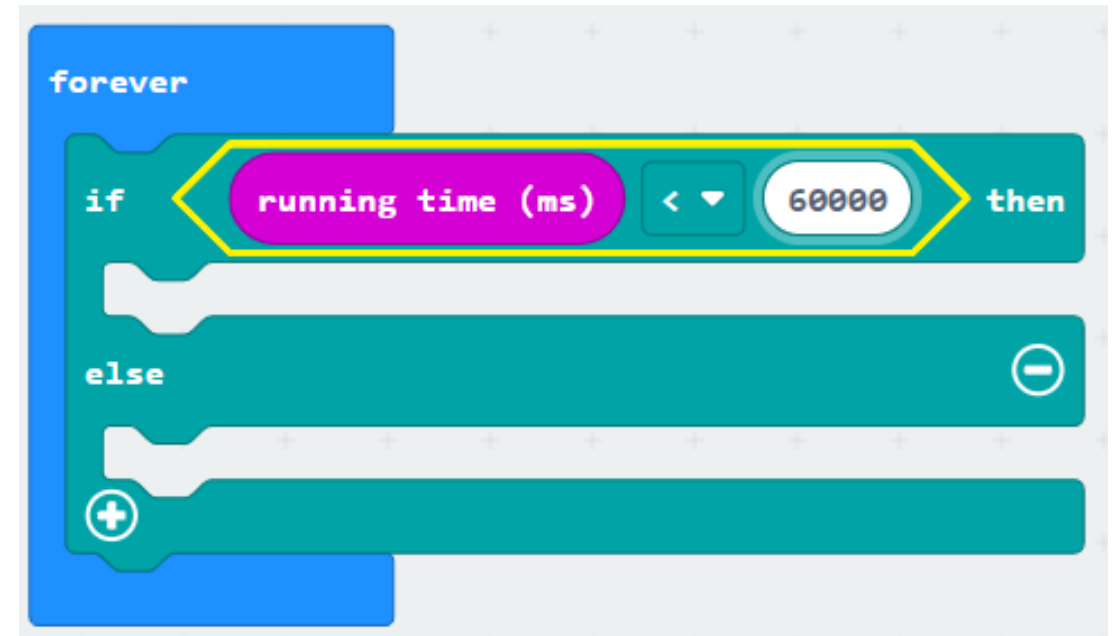 forever
if running time (ms) < 60000 then
else